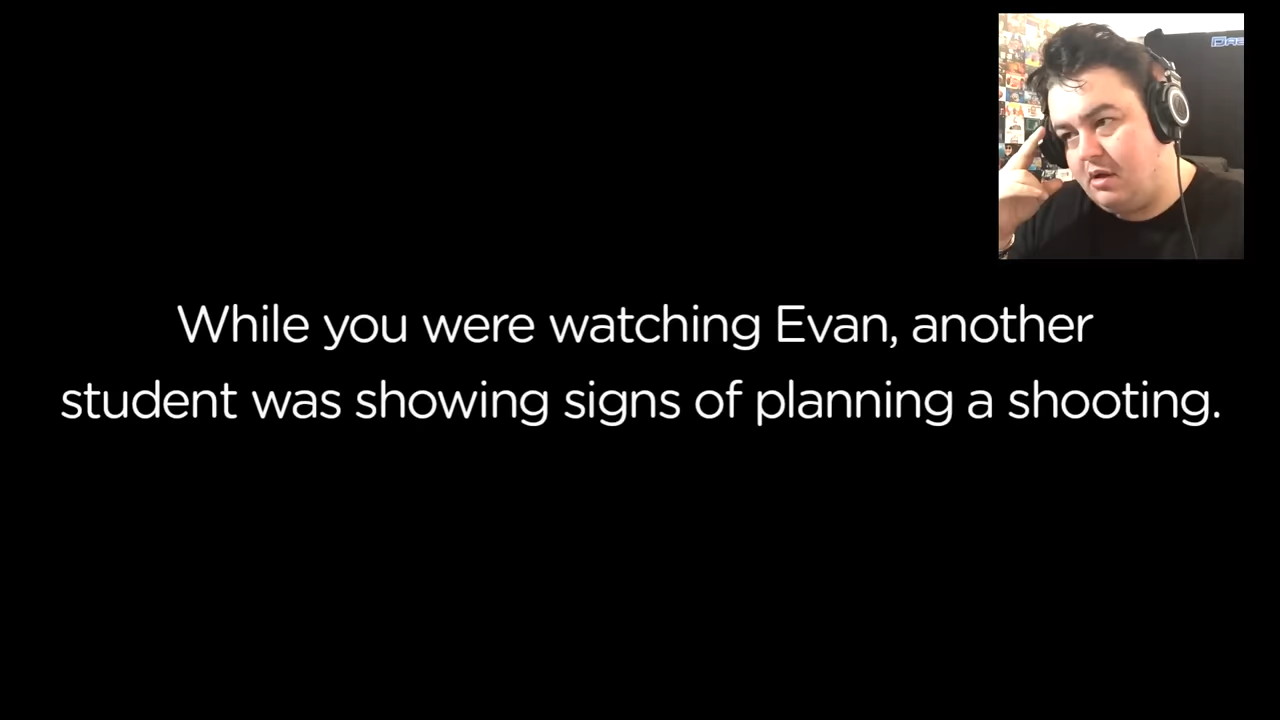 While you were watching Evan, another
student was showing signs of planning a shooting.